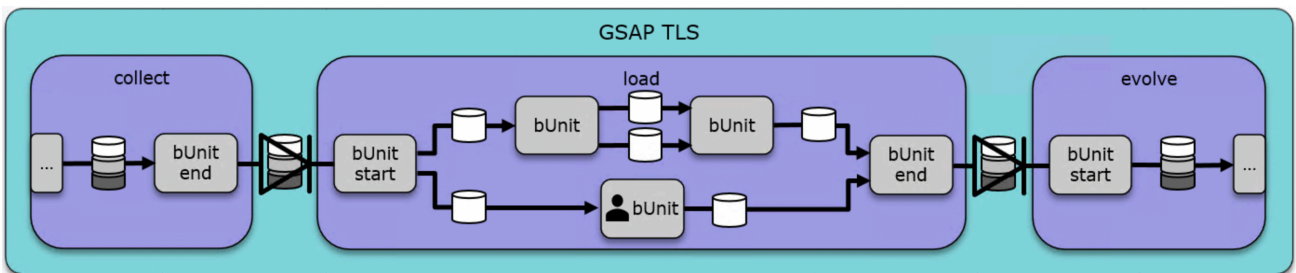 GSAP TLS
collect
load
evolve
...
bUnit
end
bUnit
start
bUnit
bUnit
bUnit
bUnit
end
bUnit
start
...